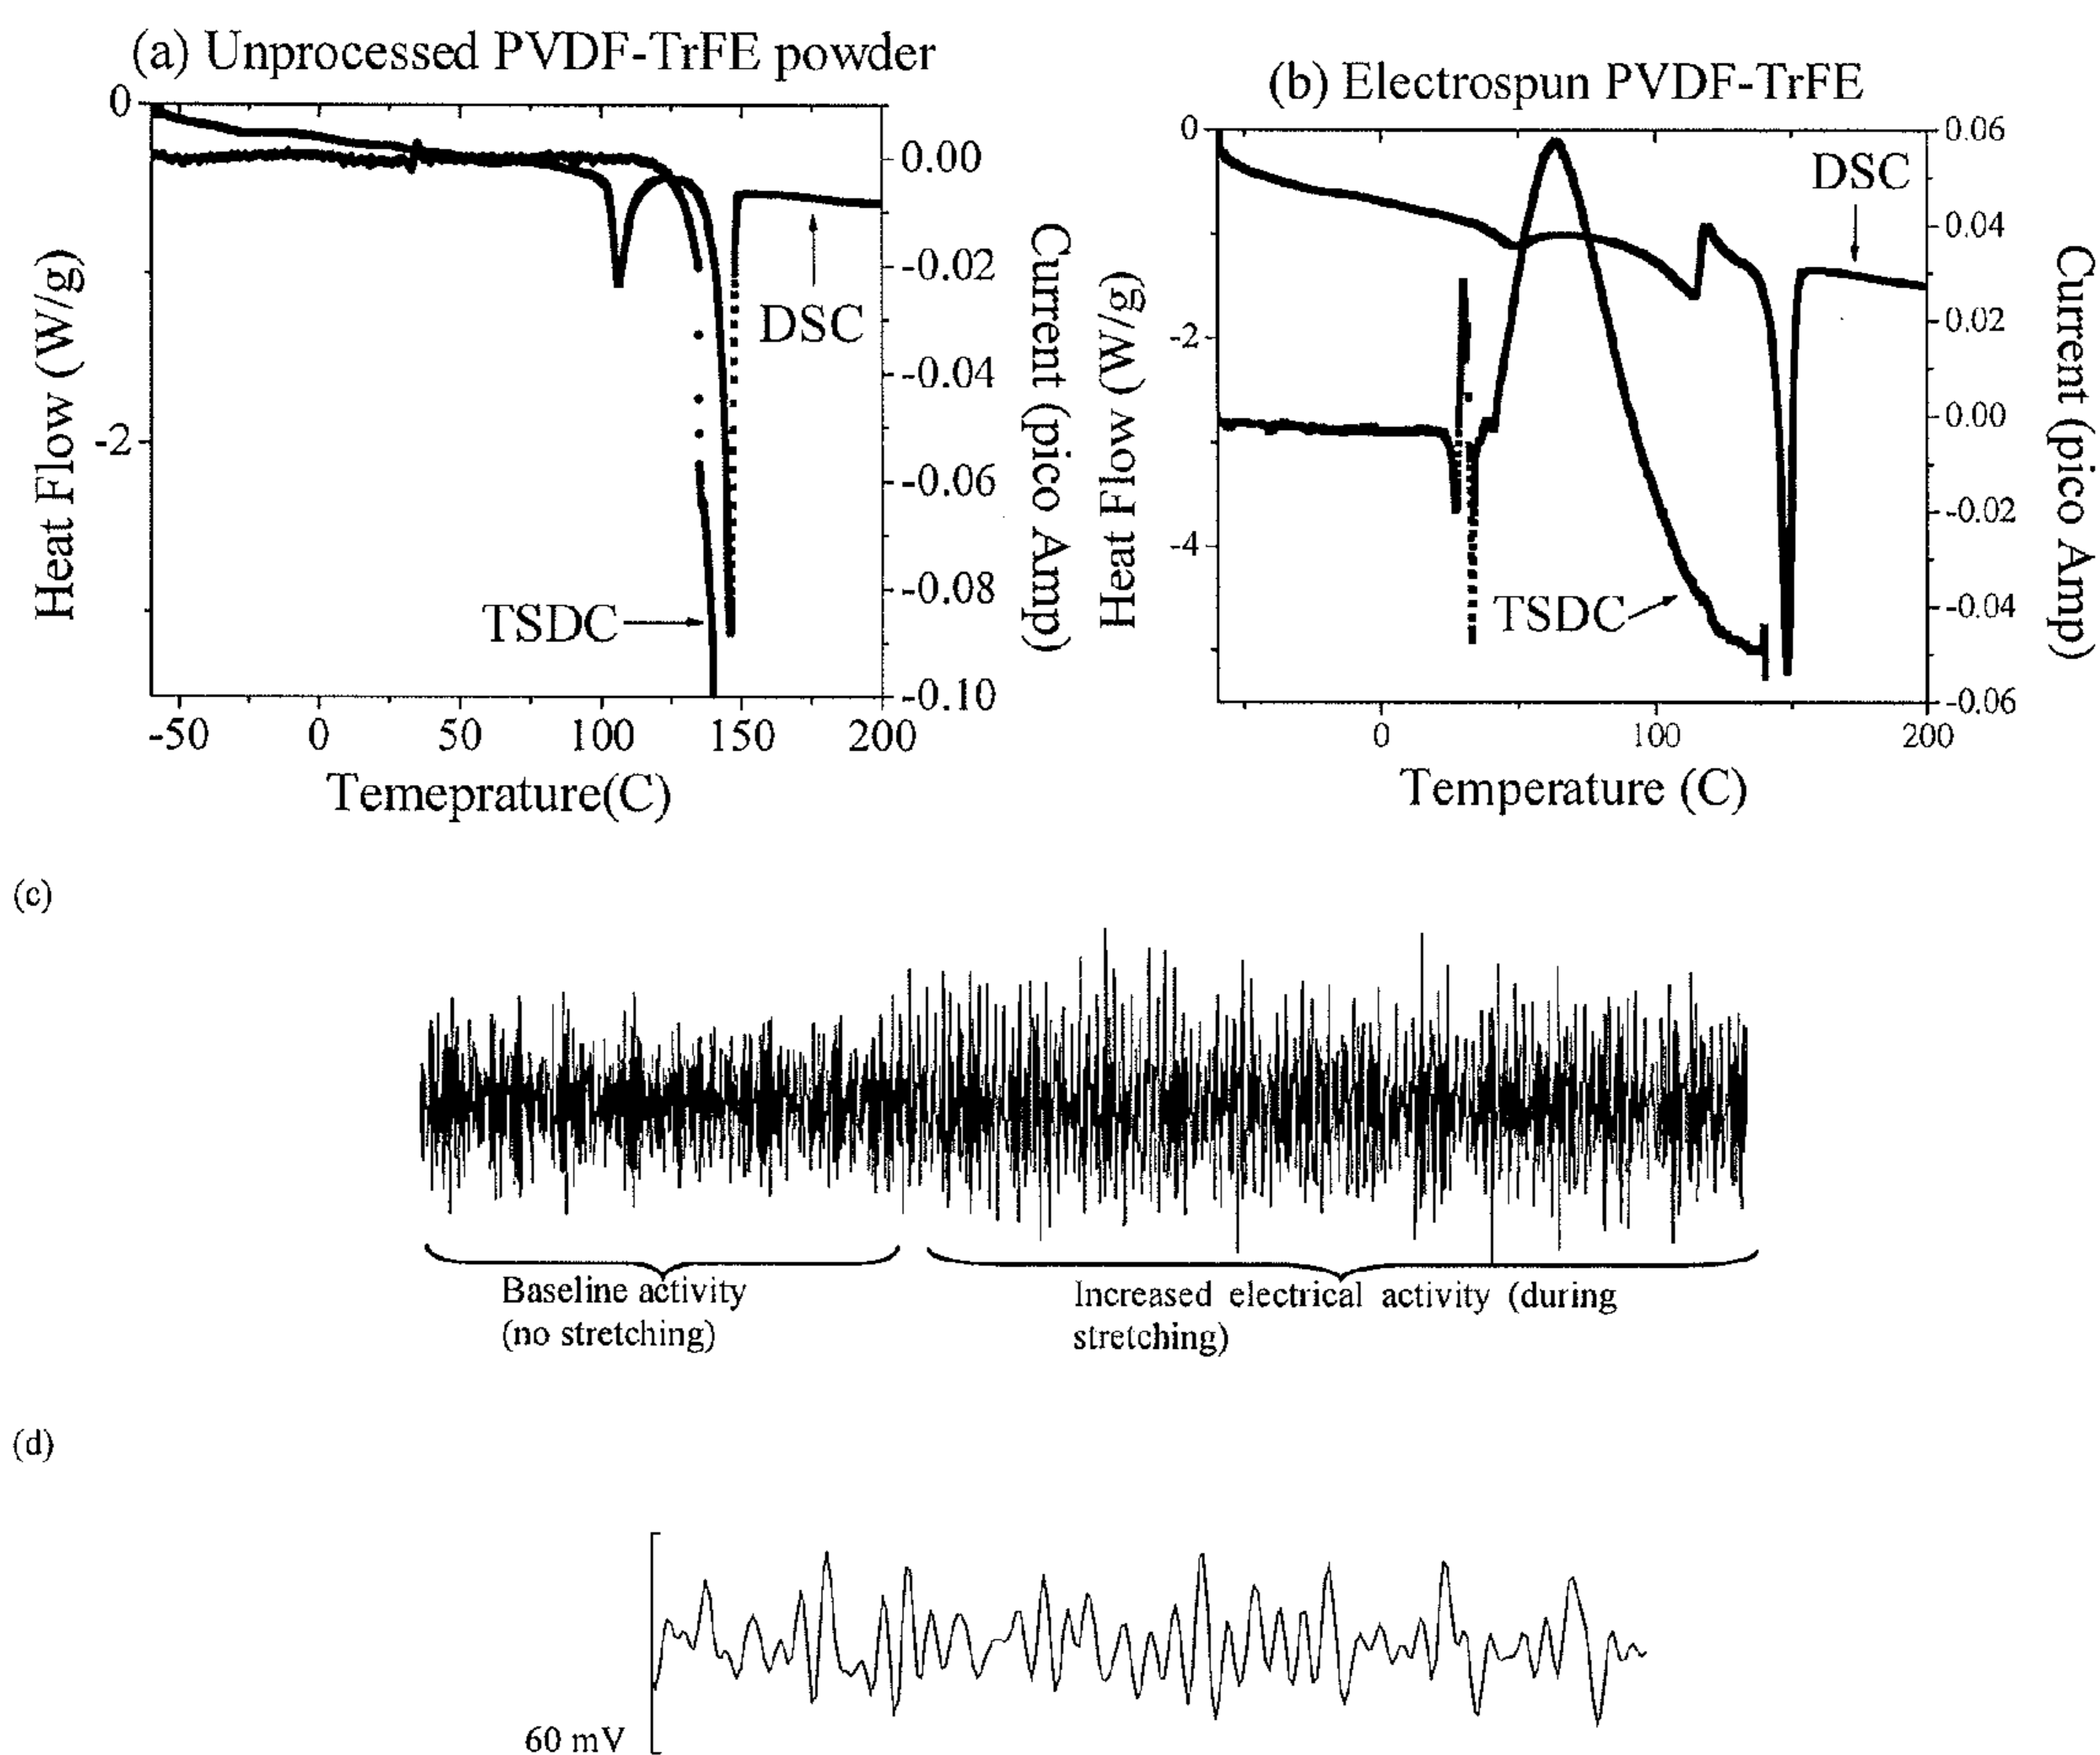 (a) Unprocessed PVDF-TrFE powder
0
-2
Heat Flow (W/g)
0.00
-0.02
-0.04
-0.06
-0.08
-0.10
Current (pico Amp)
DSC
TSDC
-50 0 50 100 150 200
Temeprature(C)
(b) Electrospun PVDF-TrFE
0
-2
-4
Heat Flow (W/g)
0.06
0.04
0.02
0.00
-0.02
-0.04
-0.06
Current (pico Amp)
DSC
TSDC
0 100 200
Temperature (C)
(c)
Baseline activity
(no stretching)
Increased electrical activity (during
stretching)
(d)
60 mV